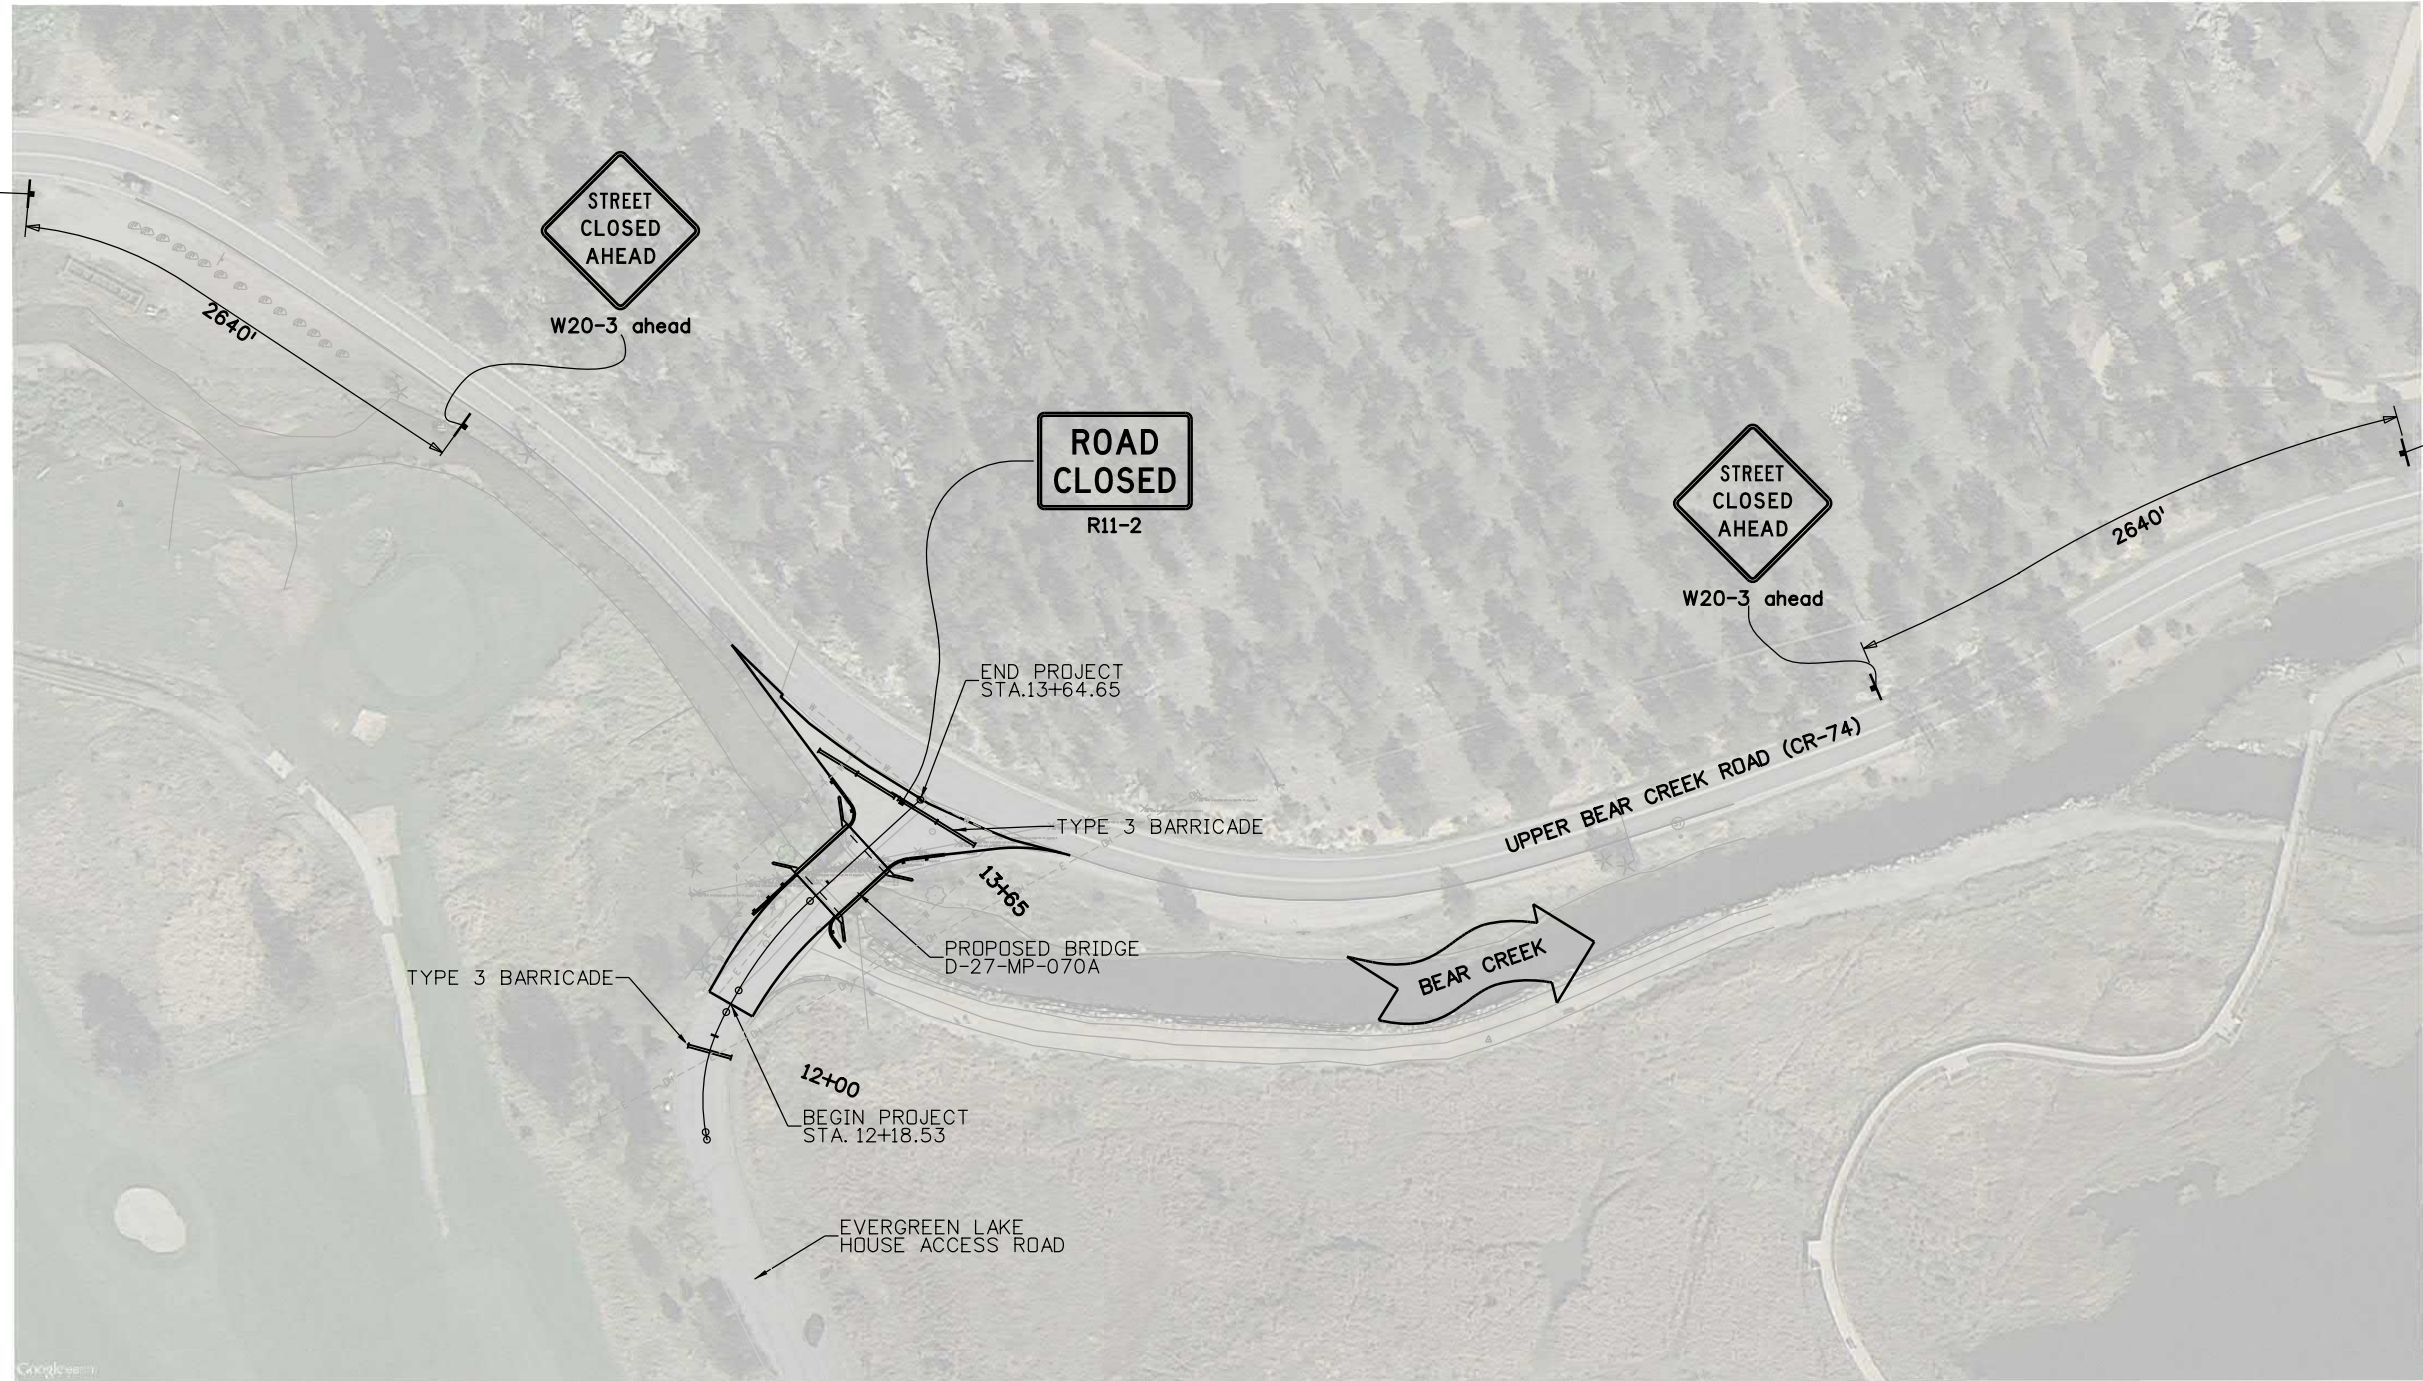 STREET
CLOSED
AHEAD
W20-3 ahead
2640'
ROAD
CLOSED
R11-2
STREET
CLOSED
AHEAD
W20-3 ahead
2640'
END PROJECT
STA.13+64.65
UPPER BEAR CREEK ROAD (CR-74)
TYPE 3 BARRICADE
13+65
PROPOSED BRIDGE
D-27-MP-070A
BEAR CREEK
TYPE 3 BARRICADE
12+00
BEGIN PROJECT
STA. 12+18.53
EVERGREEN LAKE
HOUSE ACCESS ROAD
Google